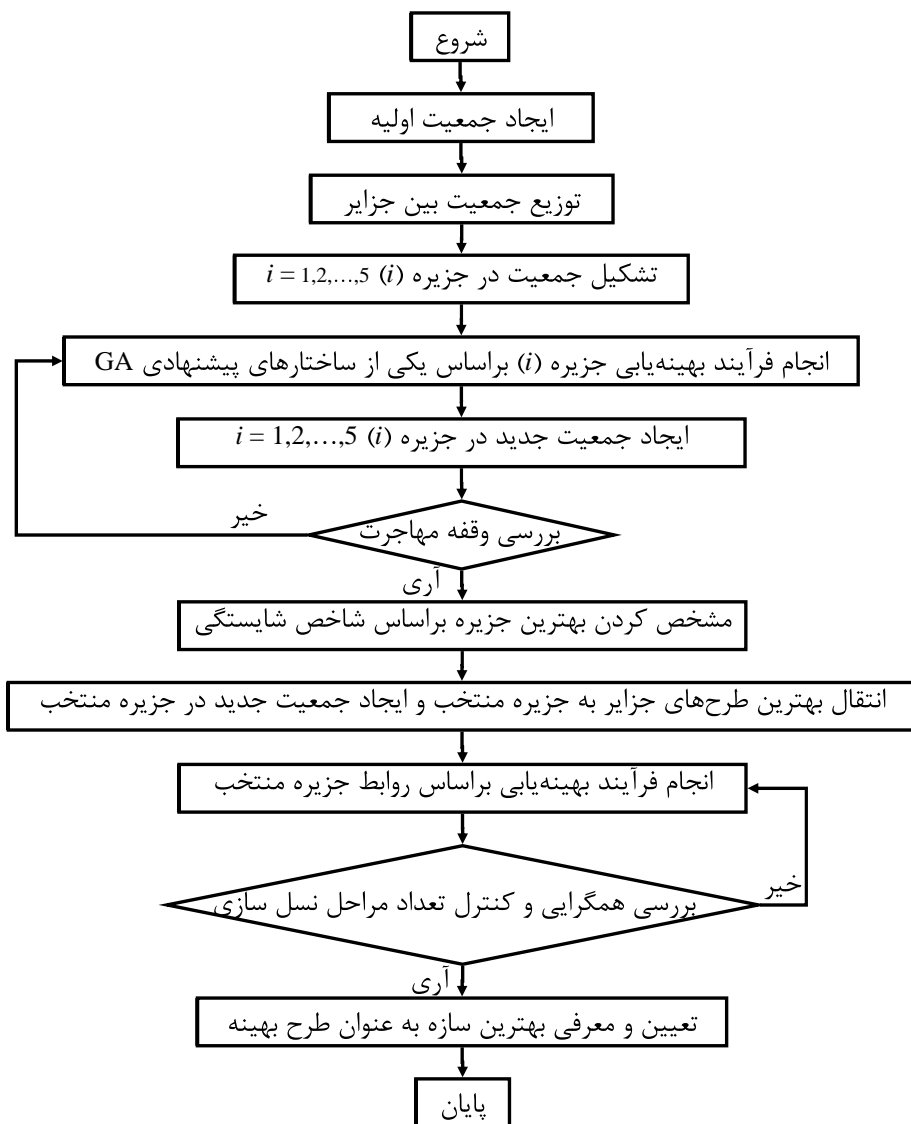 شروع
ایجاد جمعیت اولیه
توزیع جمعیت بین جزایر
تشکیل جمعیت در جزیره (i) i = 1,2,...,5
انجام فرآیند بهینه‌یابی جزیره (i) براساس یکی از ساختارهای پیشنهادی GA
ایجاد جمعیت جدید در جزیره (i) i = 1,2,...,5
خیر
بررسی وقفه مهاجرت
آری
مشخص کردن بهترین جزیره براساس شاخص شایستگی
انتقال بهترین طرح‌های جزایر به جزیره منتخب و ایجاد جمعیت جدید در جزیره منتخب
انجام فرآیند بهینه‌یابی براساس روابط جزیره منتخب
خیر
بررسی همگرایی و کنترل تعداد مراحل نسل سازی
آری
تعیین و معرفی بهترین سازه به عنوان طرح بهینه
پایان